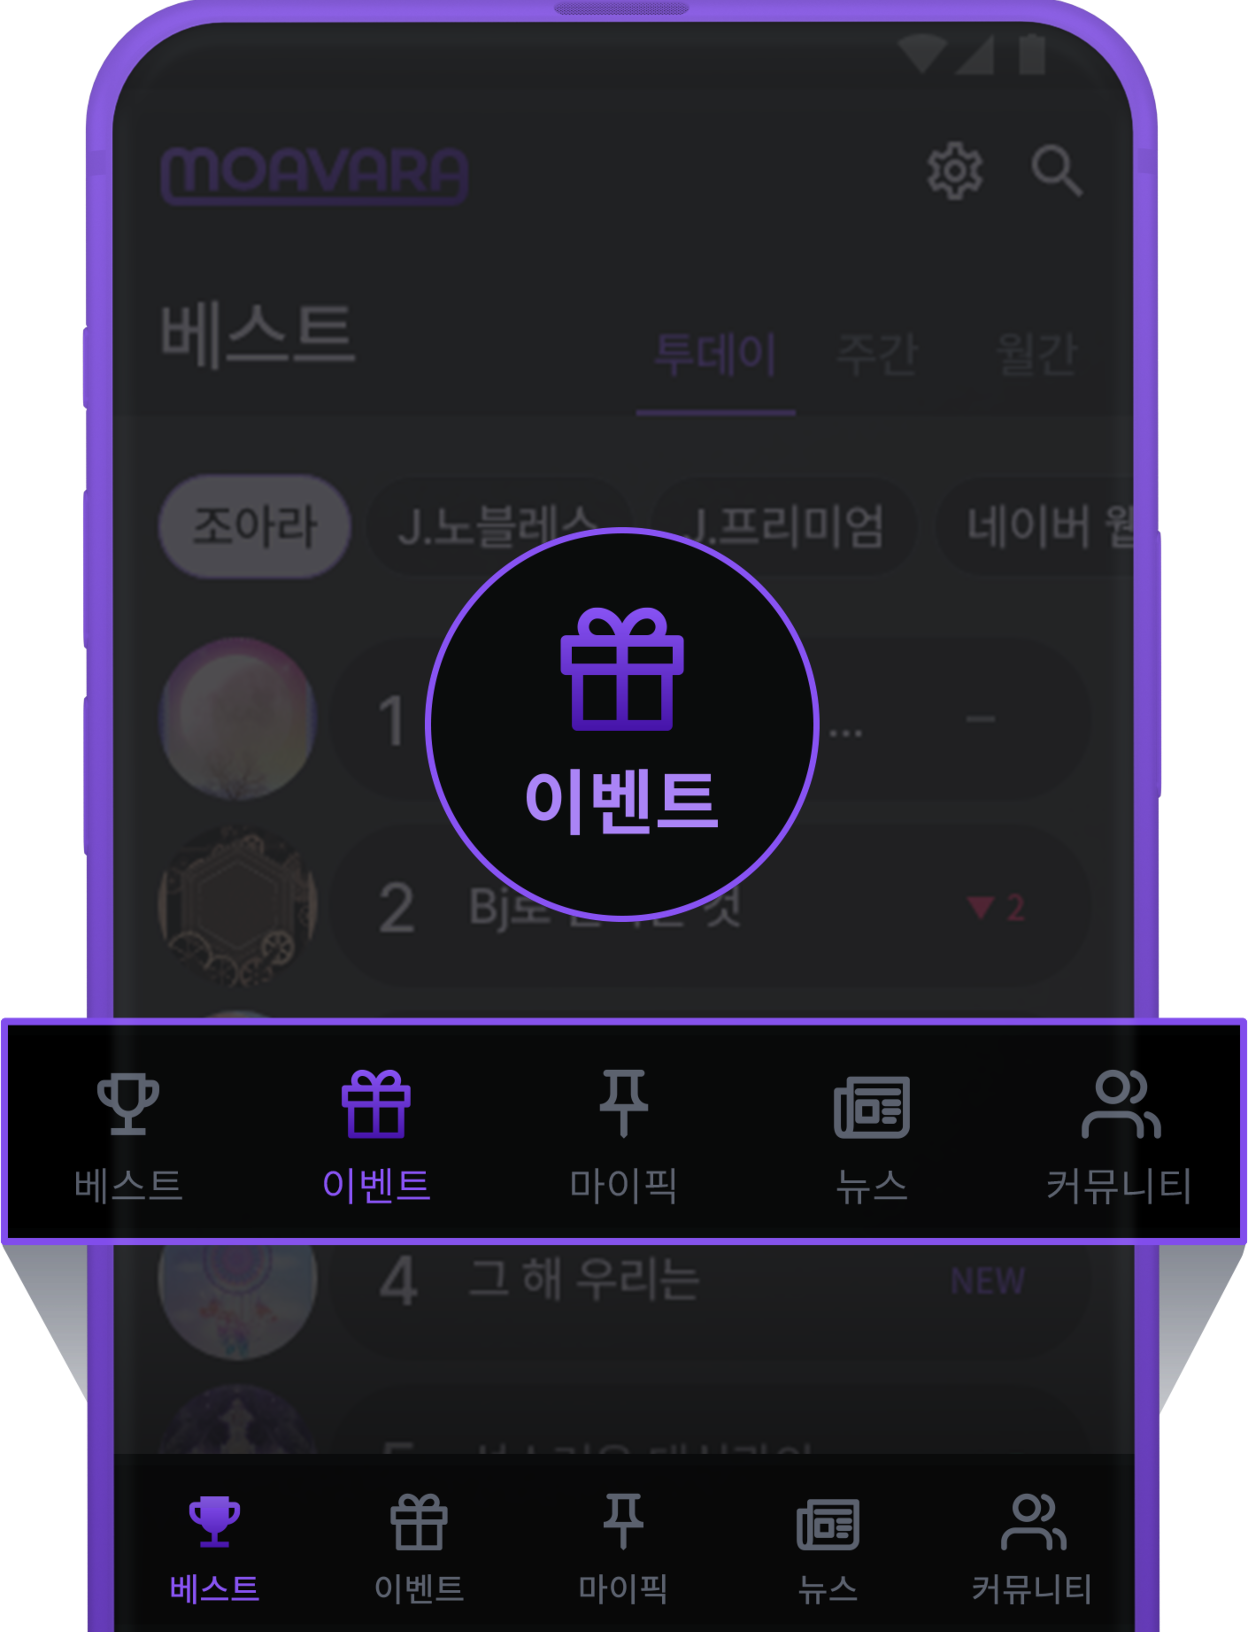 MOAVARA
베스트
투데이 주간 월간
조아라 J.노블레스 J.프리미엄 네이버 웹
1 ... –
이벤트
2 Bj로 것 ▼ 2
베스트 이벤트 마이픽 뉴스 커뮤니티
4 그 해 우리는 NEW
베스트 이벤트 마이픽 뉴스 커뮤니티